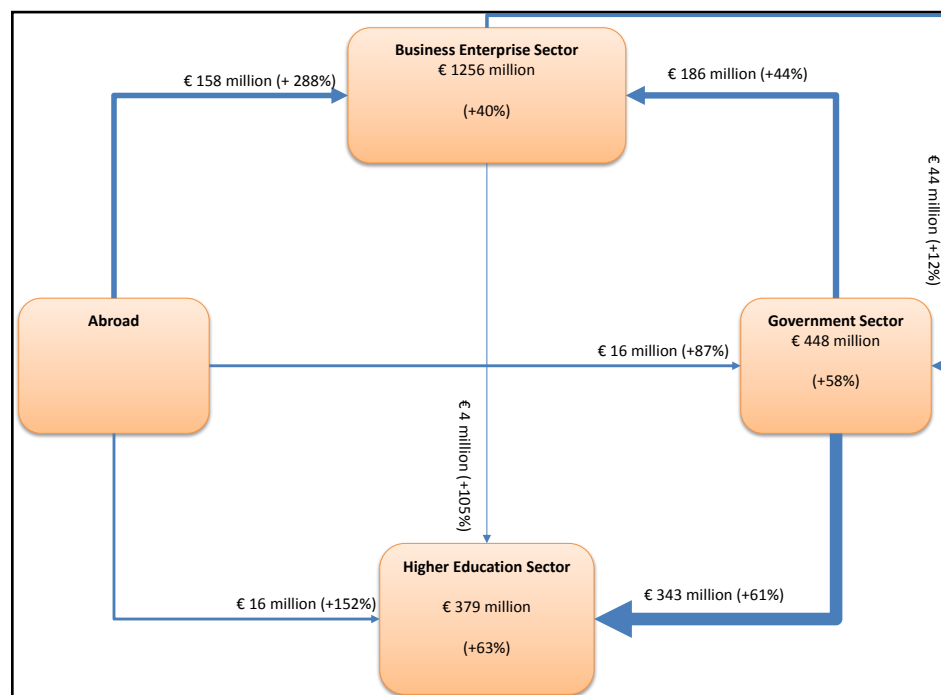 Business Enterprise Sector
€ 1256 million
(+40%)
€ 158 million (+ 288%)
€ 186 million (+44%)
€ 44 million (+12%)
Abroad
Government Sector
€ 448 million
(+58%)
€ 16 million (+87%)
€ 4 million (+105%)
Higher Education Sector
€ 379 million
(+63%)
€ 16 million (+152%)
€ 343 million (+61%)